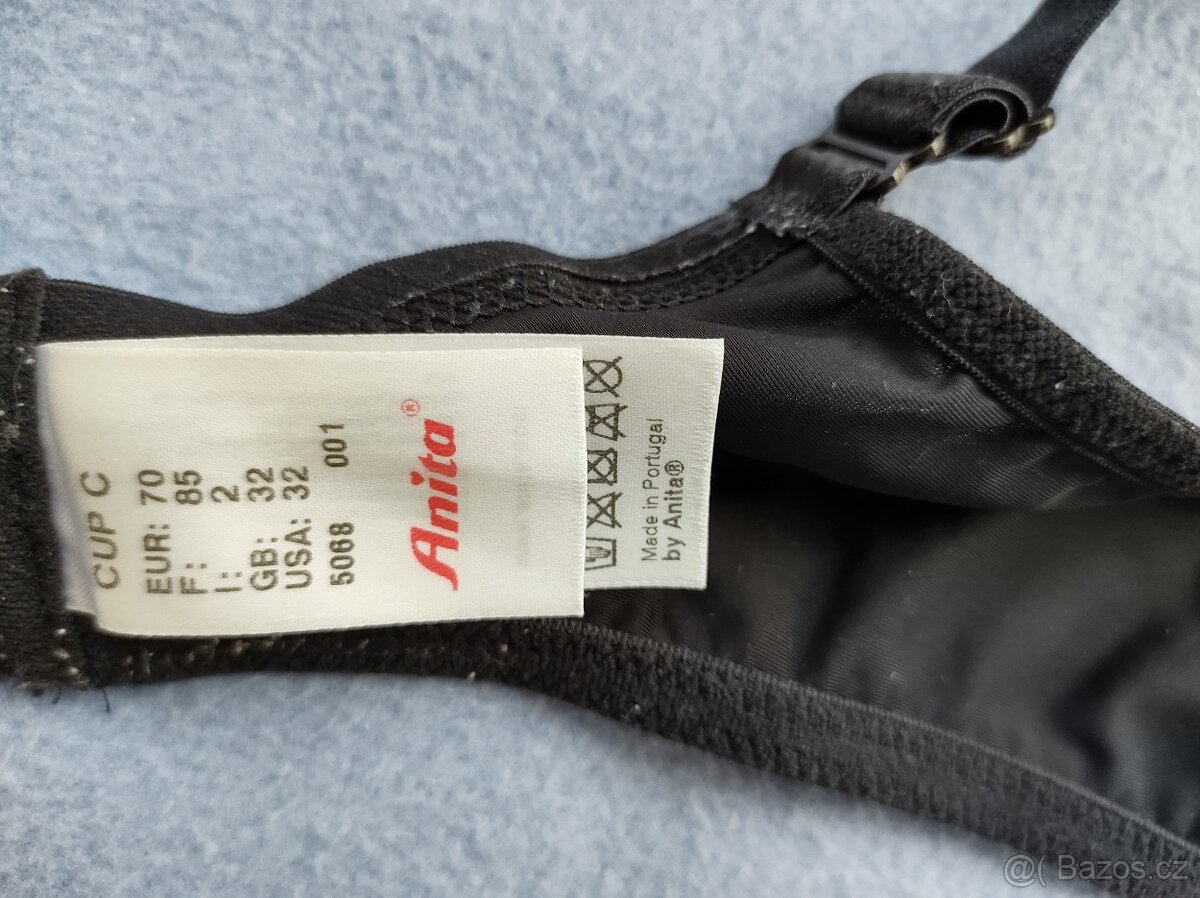 CUP C
EUR: 70
F: 85
I: 2
GB: 32
USA: 32
5068 001
Anita®
Made in Portugal
by Anita®
@( Bazos.cz